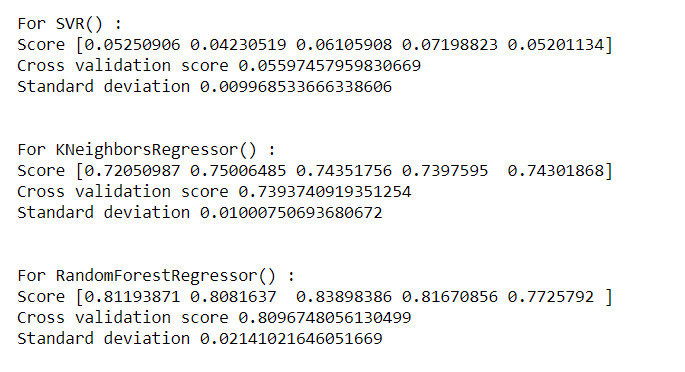 For SVR() :
Score [0.05250906 0.04230519 0.06105908 0.07198823 0.05201134]
Cross validation score 0.05597457959830669
Standard deviation 0.009968533666338606
For KNeighborsRegressor() :
Score [0.72050987 0.75006485 0.74351756 0.7397595  0.74301868]
Cross validation score 0.7393740919351254
Standard deviation 0.01000750693680672
For RandomForestRegressor() :
Score [0.81193871 0.8081637  0.83898386 0.81670856 0.7725792 ]
Cross validation score 0.8096748056130499
Standard deviation 0.02141021646051669